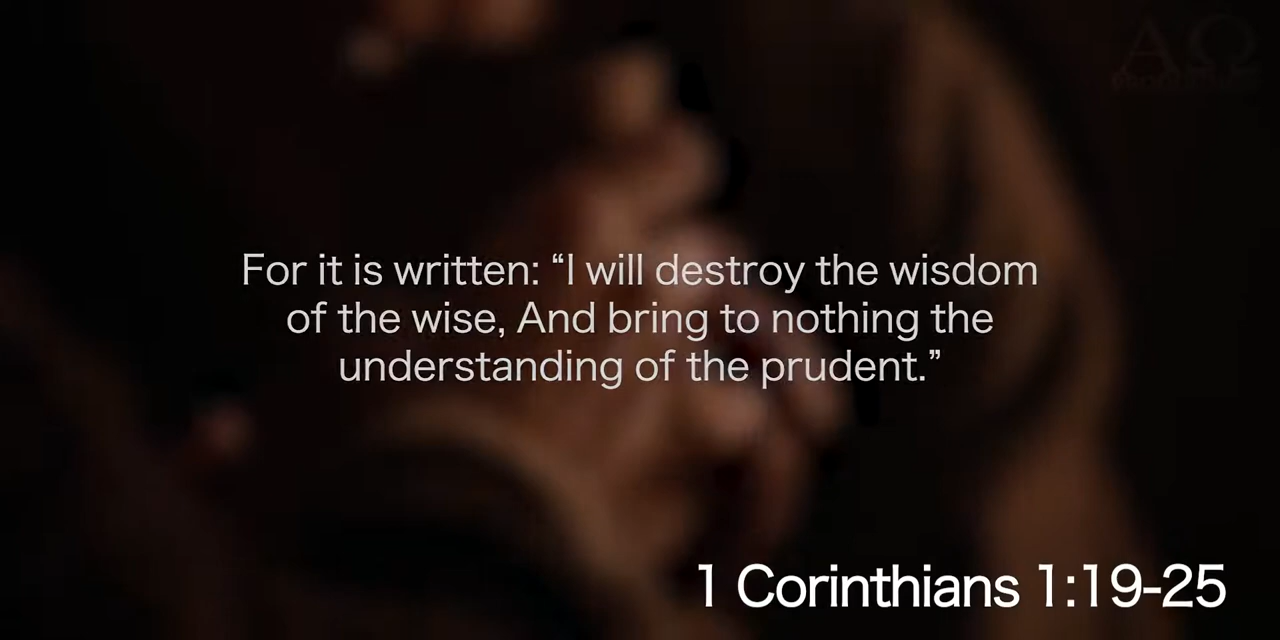 ΑΩ
For it is written: “I will destroy the wisdom
of the wise, And bring to nothing the
understanding of the prudent.”
1 Corinthians 1:19-25